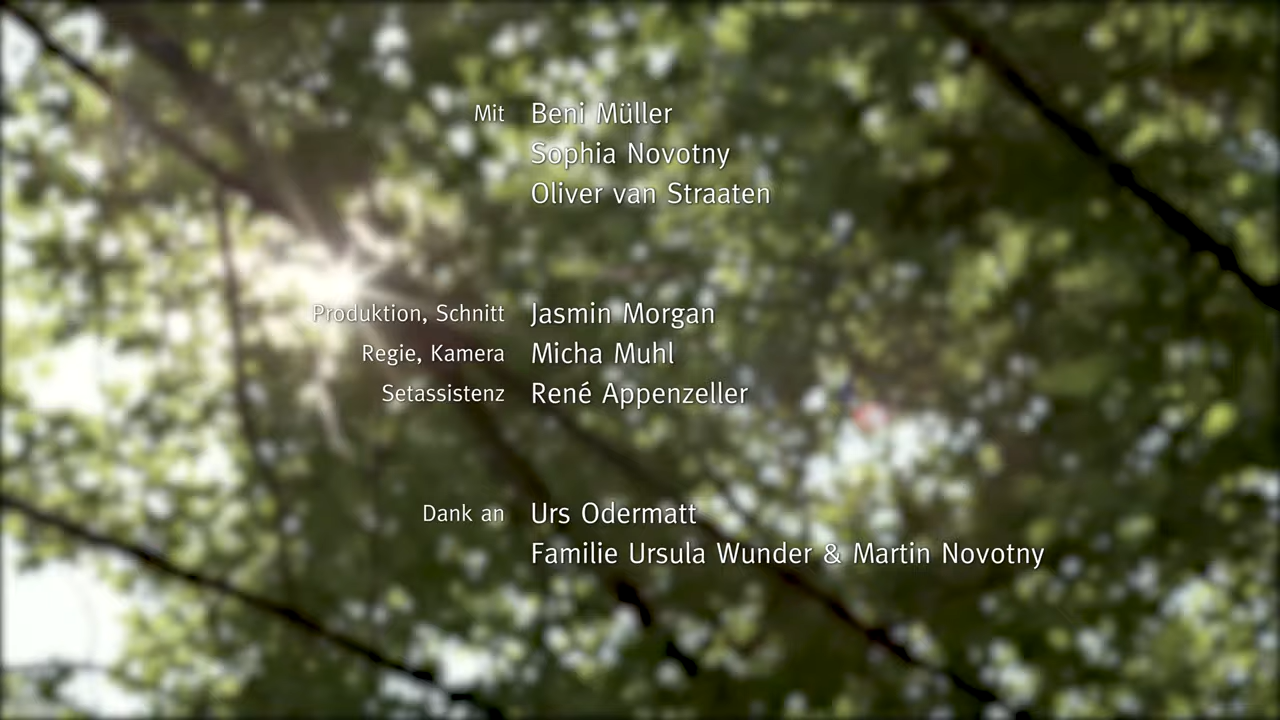 Mit Beni Müller
Sophia Novotny
Oliver van Straaten
Produktion, Schnitt Jasmin Morgan
Regie, Kamera Micha Muhl
Setassistenz René Appenzeller
Dank an Urs Odermatt
Familie Ursula Wunder & Martin Novotny